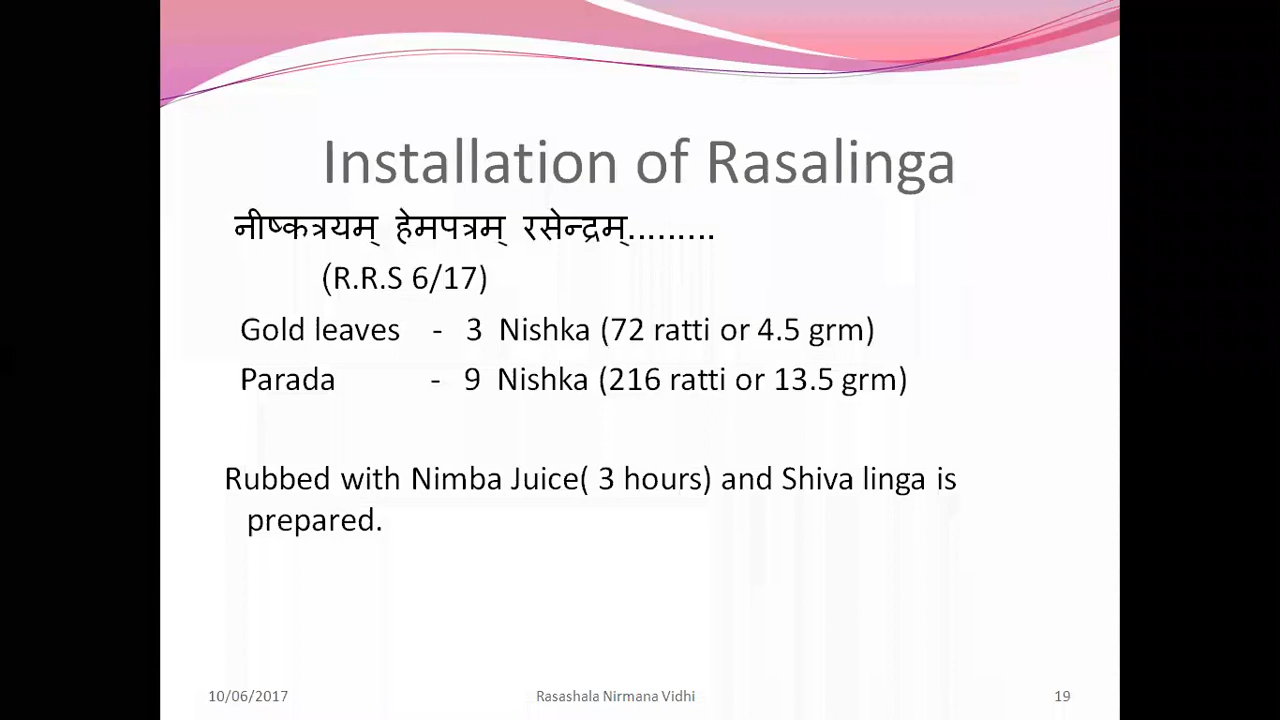 Installation of Rasalinga
नीष्कत्रयम् हेमपत्रम् रसेन्द्रम्.........
(R.R.S 6/17)
Gold leaves - 3 Nishka (72 ratti or 4.5 grm)
Parada - 9 Nishka (216 ratti or 13.5 grm)
Rubbed with Nimba Juice( 3 hours) and Shiva linga is
prepared.
10/06/2017 Rasashala Nirmana Vidhi 19